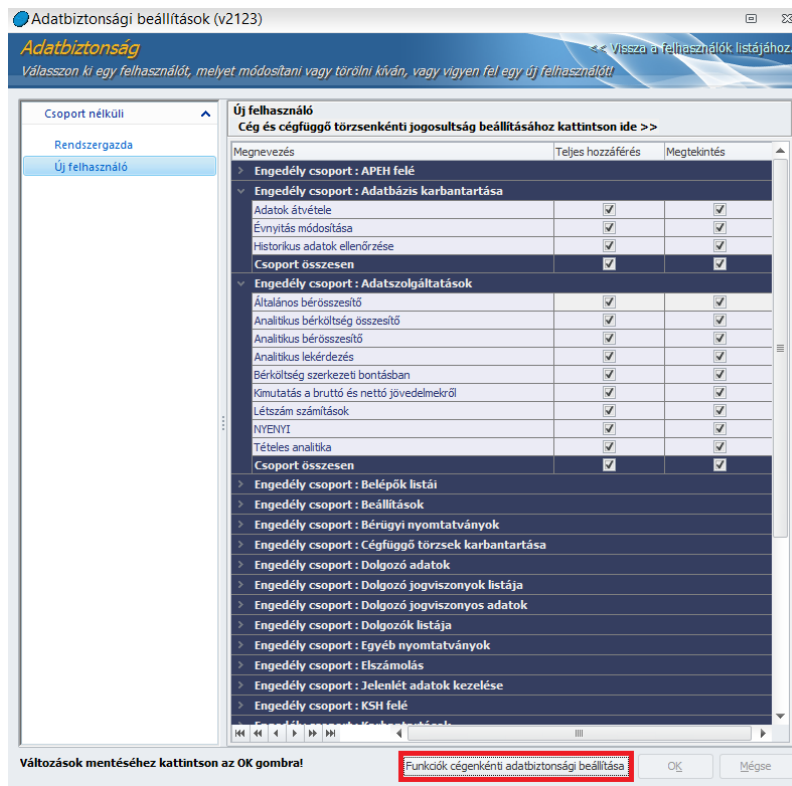 Adatbiztonsági beállítások (v2123)
Adatbiztonság
<< Vissza a felhasználók listájához.
Válasszon ki egy felhasználót, melyet módosítani vagy törölni kíván, vagy vigyen fel egy új felhasználót!
Csoport nélküli
Rendszergazda
Új felhasználó
Új felhasználó
Cég és cégfüggő törzsenkénti jogosultság beállításához kattintson ide >>
Megnevezés Teljes hozzáférés Megtekintés
Engedély csoport : APEH felé
Engedély csoport : Adatbázis karbantartása
Adatok átvétele
Évnyitás módosítása
Historikus adatok ellenőrzése
Csoport összesen
Engedély csoport : Adatszolgáltatások
Általános bérösszesítő
Analitikus bérköltség összesítő
Analitikus bérösszesítő
Analitikus lekérdezés
Bérköltség szerkezeti bontásban
Kimutatás a bruttó és nettó jövedelmekről
Létszám számítások
NYENYI
Tételes analitika
Csoport összesen
Engedély csoport : Belépők listái
Engedély csoport : Beállítások
Engedély csoport : Bérügyi nyomtatványok
Engedély csoport : Cégfüggő törzsek karbantartása
Engedély csoport : Dolgozó adatok
Engedély csoport : Dolgozó jogviszonyok listája
Engedély csoport : Dolgozó jogviszonyos adatok
Engedély csoport : Dolgozók listája
Engedély csoport : Egyéb nyomtatványok
Engedély csoport : Elszámolás
Engedély csoport : Jelenlét adatok kezelése
Engedély csoport : KSH felé
Változások mentéséhez kattintson az OK gombra!
Funkciók cégenkénti adatbiztonsági beállítása
OK
Mégse